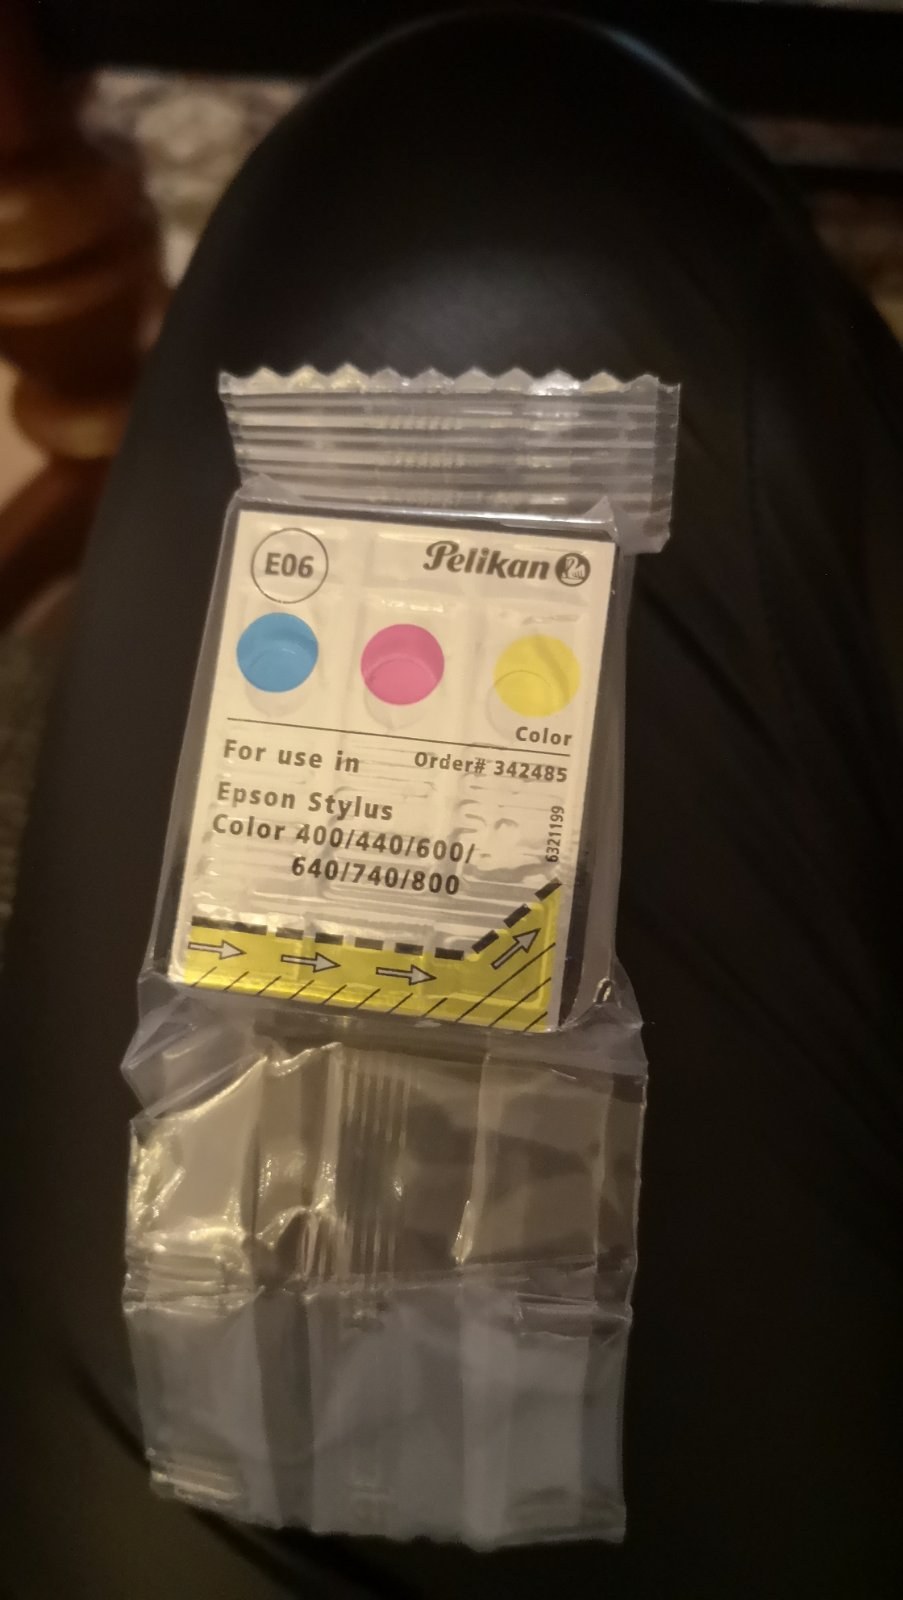 E06
Pelikan
Color
For use in
Order# 342485
Epson Stylus
Color 400/440/600/
640/740/800
6321199